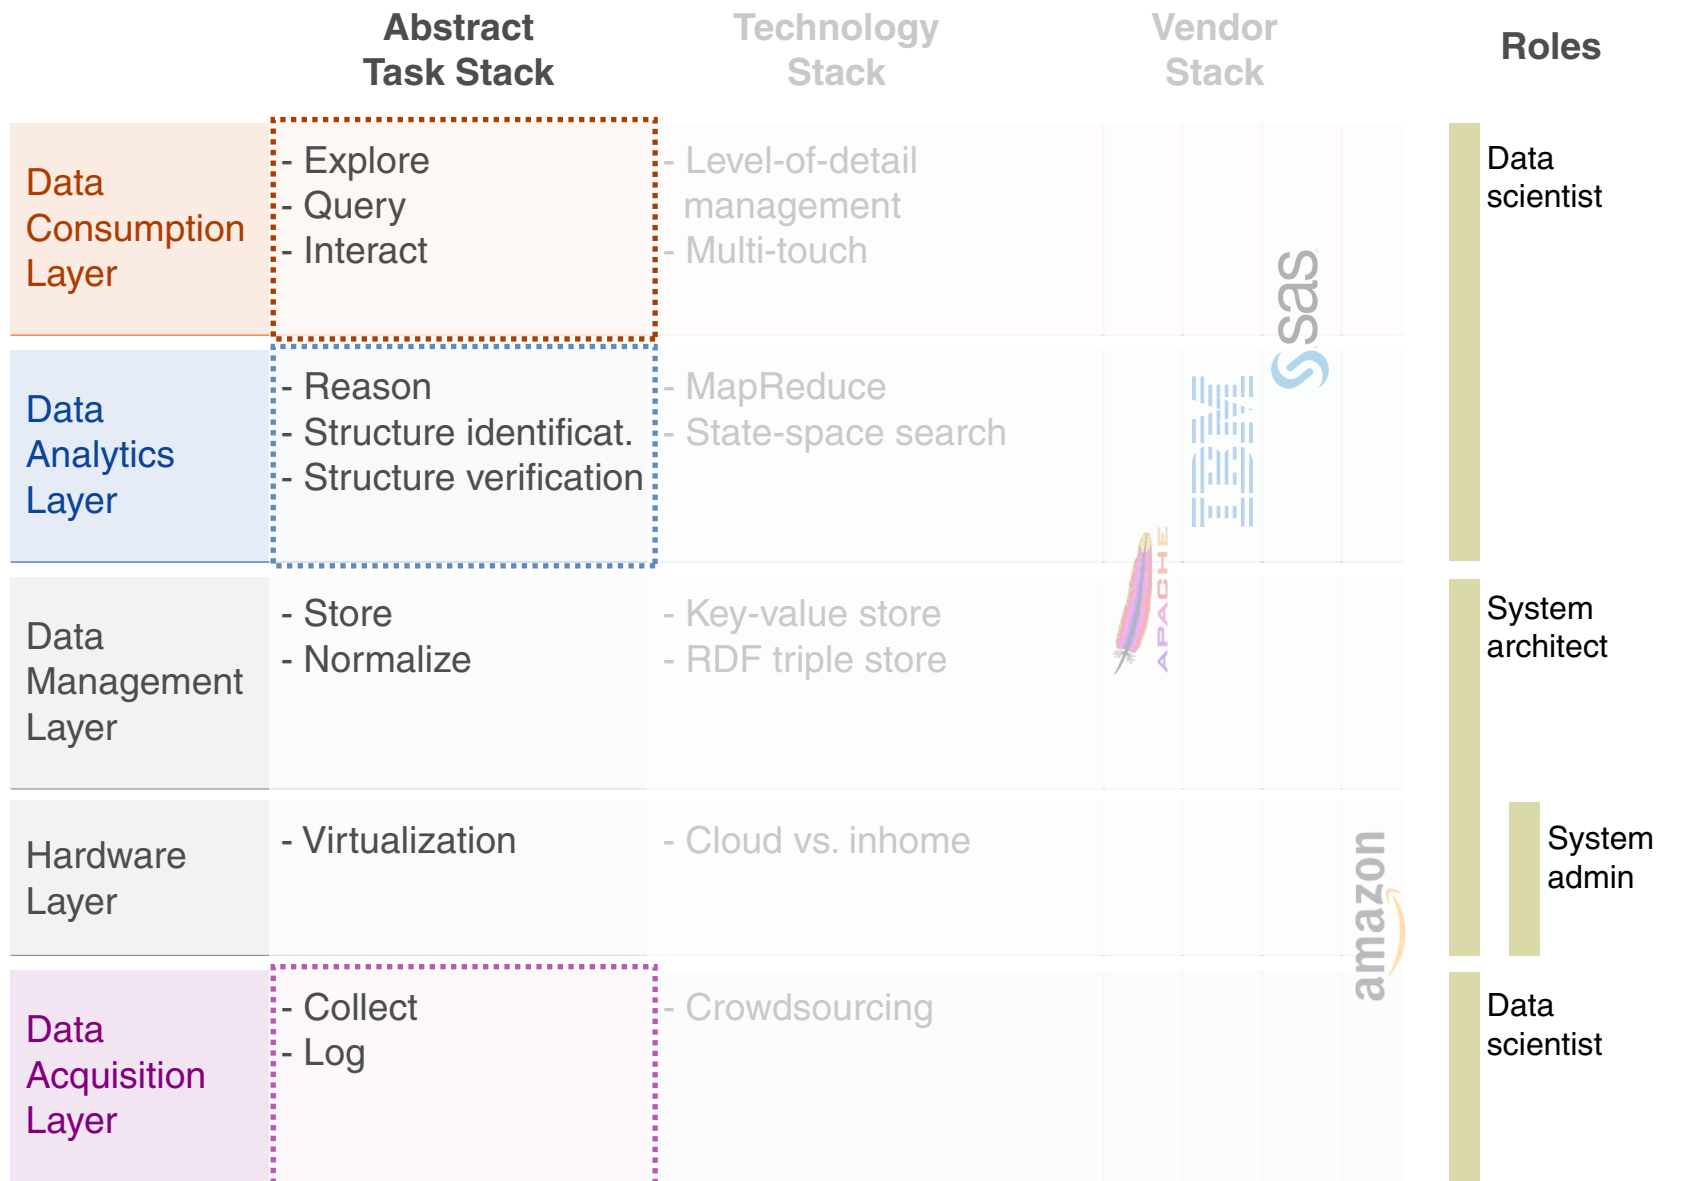 Abstract
Task Stack
Technology
Stack
Vendor
Stack
Roles
Data
Consumption
Layer
- Explore
- Query
- Interact
- Level-of-detail
management
- Multi-touch
sas
Data
scientist
Data
Analytics
Layer
- Reason
- Structure identificat.
- Structure verification
- MapReduce
- State-space search
IBM
APACHE
Data
Management
Layer
- Store
- Normalize
- Key-value store
- RDF triple store
System
architect
Hardware
Layer
- Virtualization
- Cloud vs. inhome
amazon
System
admin
Data
Acquisition
Layer
- Collect
- Log
- Crowdsourcing
Data
scientist